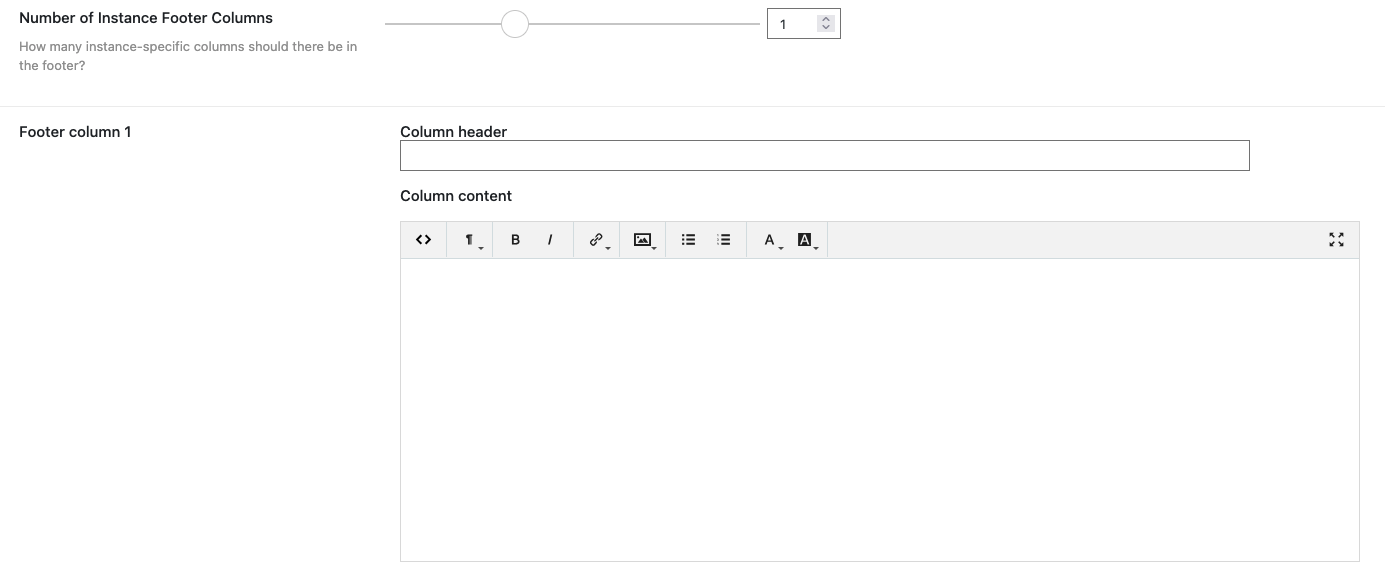 Number of Instance Footer Columns
1
How many instance-specific columns should there be in
the footer?
Footer column 1
Column header
Column content
¶ B I A A